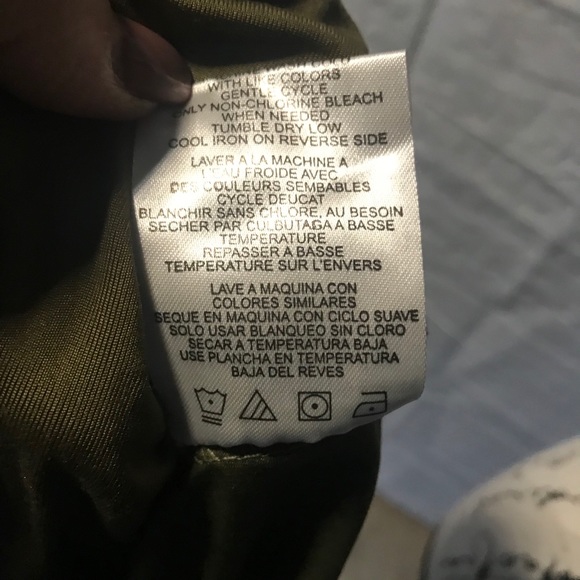 WASH COLD
WITH LIKE COLORS
GENTLE CYCLE
ONLY NON-CHLORINE BLEACH
WHEN NEEDED
TUMBLE DRY LOW
COOL IRON ON REVERSE SIDE
LAVER A LA MACHINE A
L'EAU FROIDE AVEC
DES COULEURS SEMBABLES
CYCLE DEUCAT
BLANCHIR SANS CHLORE, AU BESOIN
SECHER PAR CULBUTAGA A BASSE
TEMPERATURE
REPASSER A BASSE
TEMPERATURE SUR L'ENVERS
LAVE A MAQUINA CON
COLORES SIMILARES
SEQUE EN MAQUINA CON CICLO SUAVE
SOLO USAR BLANQUEO SIN CLORO
SECAR A TEMPERATURA BAJA
USE PLANCHA EN TEMPERATURA
BAJA DEL REVES